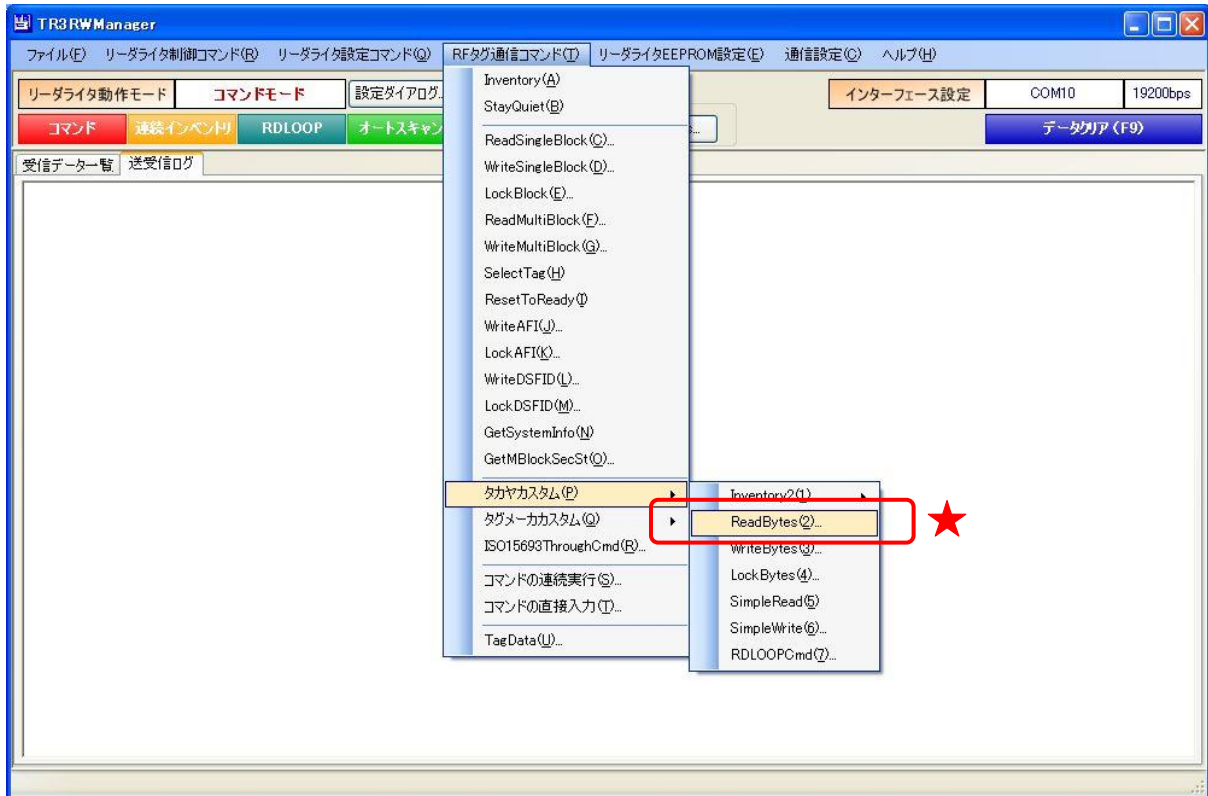 TR3RWManager
ファイル(F) リーダライタ制御コマンド(R) リーダライタ設定コマンド(Q) RFタグ通信コマンド(T) リーダライタEEPROM設定(E) 通信設定(C) ヘルプ(H)
リーダライタ動作モード コマンドモード 設定ダイアログ インターフェース設定 COM10 19200bps
コマンド 連続インベントリ RDLOOP オートスキャン データクリア(F9)
受信データ一覧 送受信ログ
Inventory(A)
StayQuiet(B)
ReadSingleBlock(C)...
WriteSingleBlock(D)...
LockBlock(E)...
ReadMultiBlock(F)...
WriteMultiBlock(G)...
SelectTag(H)
ResetToReady(I)
WriteAFI(J)...
LockAFI(K)...
WriteDSFID(L)...
LockDSFID(M)...
GetSystemInfo(N)
GetMBlockSecSt(O)...
タカヤカスタム(P)
タグメーカカスタム(Q)
ISO15693ThroughCmd(R)...
コマンドの連続実行(S)...
コマンドの直接入力(T)...
TagData(U)...
Inventory2(1)
ReadBytes(2)...
WriteBytes(3)...
LockBytes(4)...
SimpleRead(5)
SimpleWrite(6)...
RDLOOPCmd(7)...